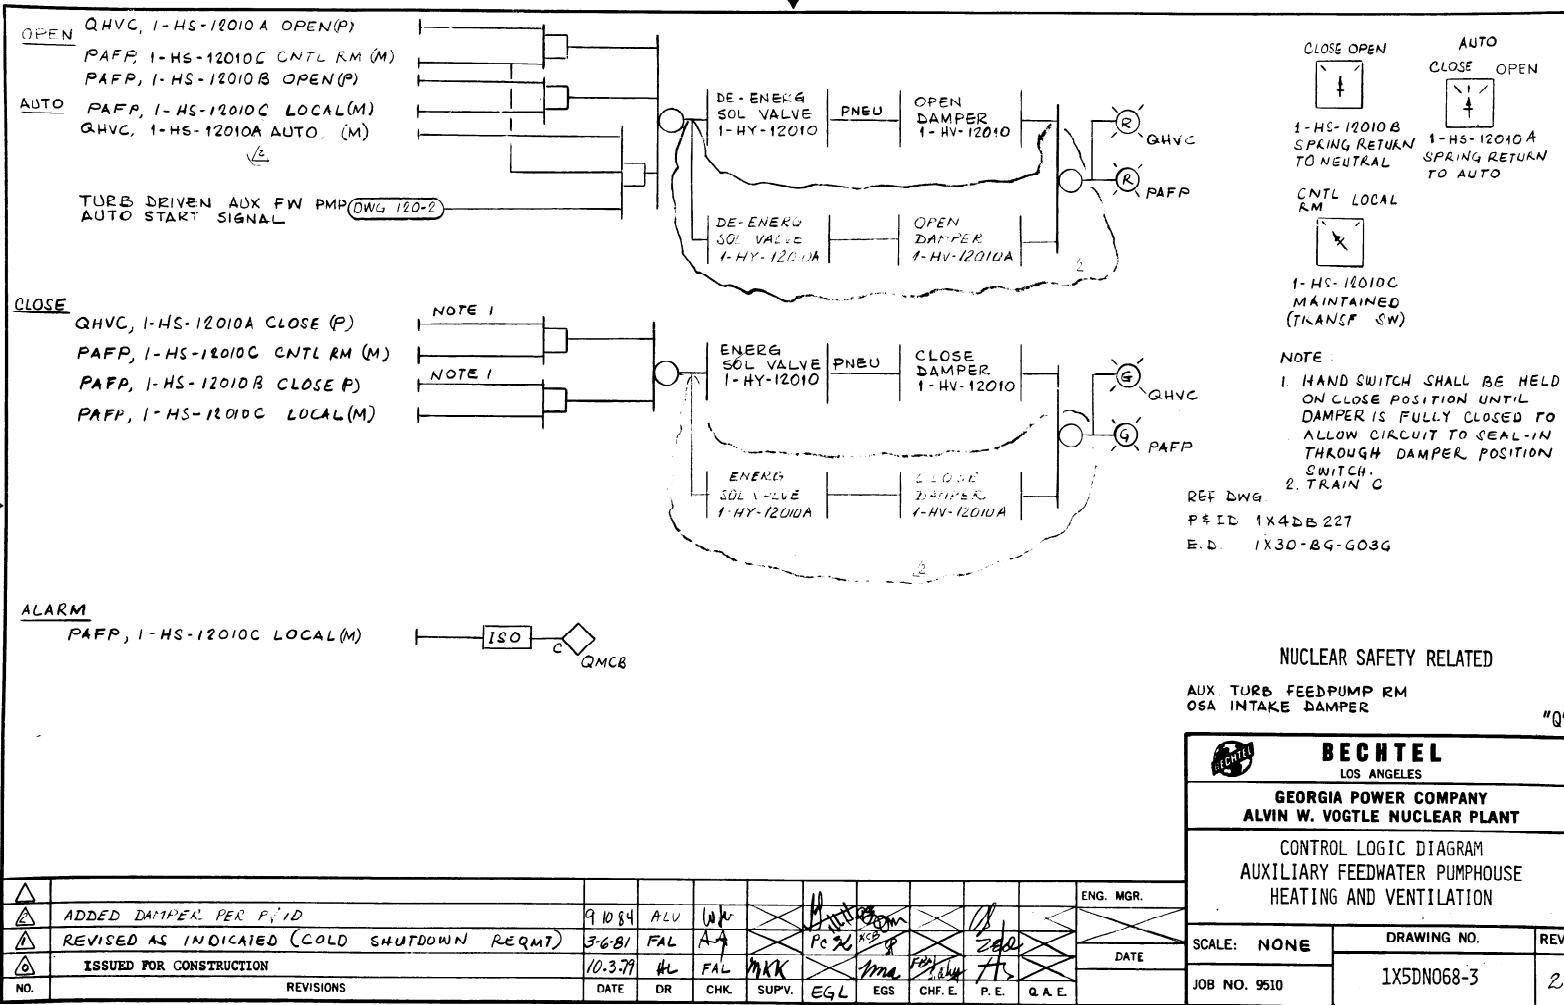 OPEN
QHVC, 1-HS-12010A OPEN(P)
PAFP, 1-HS-12010C CNTL RM (M)
PAFP, 1-HS-12010B OPEN(P)
AUTO
PAFP, 1-HS-12010C LOCAL(M)
QHVC, 1-HS-12010A AUTO. (M)
2
TURB DRIVEN AUX FW PMP
AUTO START SIGNAL
DWG 120-2
DE-ENERG
SOL VALVE
1-HY-12010
PNEU
OPEN
DAMPER
1-HV-12010
R
QHVC
R
PAFP
DE-ENERG
SOL VALVE
1-HY-12010A
OPEN
DAMPER
1-HV-12010A
2
CLOSE OPEN
1-HS-12010B
SPRING RETURN
TO NEUTRAL
AUTO
CLOSE OPEN
1-HS-12010A
SPRING RETURN
TO AUTO
CNTL
RM LOCAL
1-HS-12010C
MAINTAINED
(TRANSF SW)
CLOSE
QHVC, 1-HS-12010A CLOSE (P)
NOTE 1
PAFP, 1-HS-12010C CNTL RM (M)
PAFP, 1-HS-12010B CLOSE P)
NOTE 1
PAFP, 1-HS-12010C LOCAL(M)
ENERG
SOL VALVE
1-HY-12010
PNEU
CLOSE
DAMPER
1-HV-12010
G
QHVC
G
PAFP
ENERG
SOL VALVE
1-HY-12010A
CLOSE
DAMPER
1-HV-12010A
2
NOTE:
1. HAND SWITCH SHALL BE HELD
ON CLOSE POSITION UNTIL
DAMPER IS FULLY CLOSED TO
ALLOW CIRCUIT TO SEAL-IN
THROUGH DAMPER POSITION
SWITCH.
2. TRAIN C
REF DWG.
P&ID 1X4DB227
E.D. 1X3D-BG-G03G
ALARM
PAFP, 1-HS-12010C LOCAL(M)
ISO
C
QMCB
NUCLEAR SAFETY RELATED
AUX. TURB FEEDPUMP RM
OSA INTAKE DAMPER
"Q"
BECHTEL
BECHTEL
LOS ANGELES
GEORGIA POWER COMPANY
ALVIN W. VOGTLE NUCLEAR PLANT
CONTROL LOGIC DIAGRAM
AUXILIARY FEEDWATER PUMPHOUSE
HEATING AND VENTILATION
SCALE: NONE
DRAWING NO.
REV
JOB NO. 9510
1X5DN068-3
2
ENG. MGR.
DATE
2 ADDED DAMPER PER P&ID 9 10 84 ALV
1 REVISED AS INDICATED (COLD SHUTDOWN REQMT) 3-6-81 FAL
0 ISSUED FOR CONSTRUCTION 10.3.79 HL FAL MKK
NO. REVISIONS DATE DR CHK. SUPV. EGL EGS CHF. E. P. E. Q.A.E.